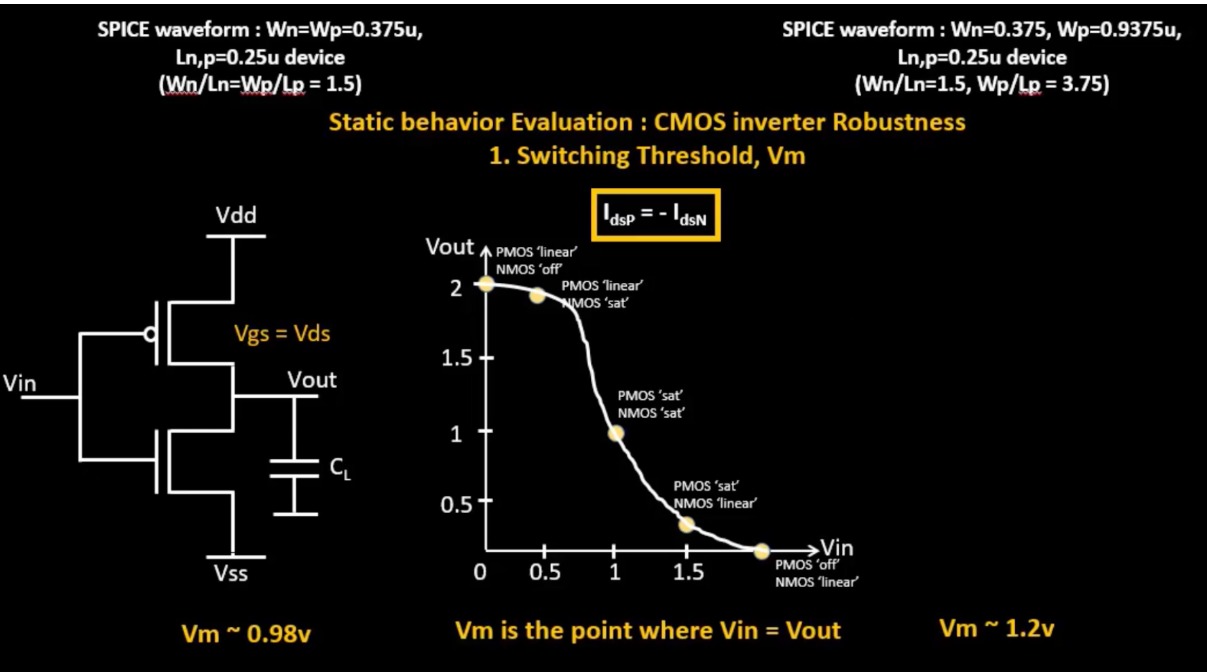 SPICE waveform : Wn=Wp=0.375u,
Ln,p=0.25u device
(Wn/Ln=Wp/Lp = 1.5)
SPICE waveform : Wn=0.375, Wp=0.9375u,
Ln,p=0.25u device
(Wn/Ln=1.5, Wp/Lp = 3.75)
Static behavior Evaluation : CMOS inverter Robustness
1. Switching Threshold, Vm
IdsP = - IdsN
Vdd
Vgs = Vds
Vin
Vout
CL
Vss
Vout
PMOS 'linear'
NMOS 'off'
2
PMOS 'linear'
NMOS 'sat'
1.5
PMOS 'sat'
NMOS 'sat'
1
PMOS 'sat'
NMOS 'linear'
0.5
Vin
PMOS 'off'
NMOS 'linear'
0 0.5 1 1.5
Vm ~ 0.98v
Vm is the point where Vin = Vout
Vm ~ 1.2v